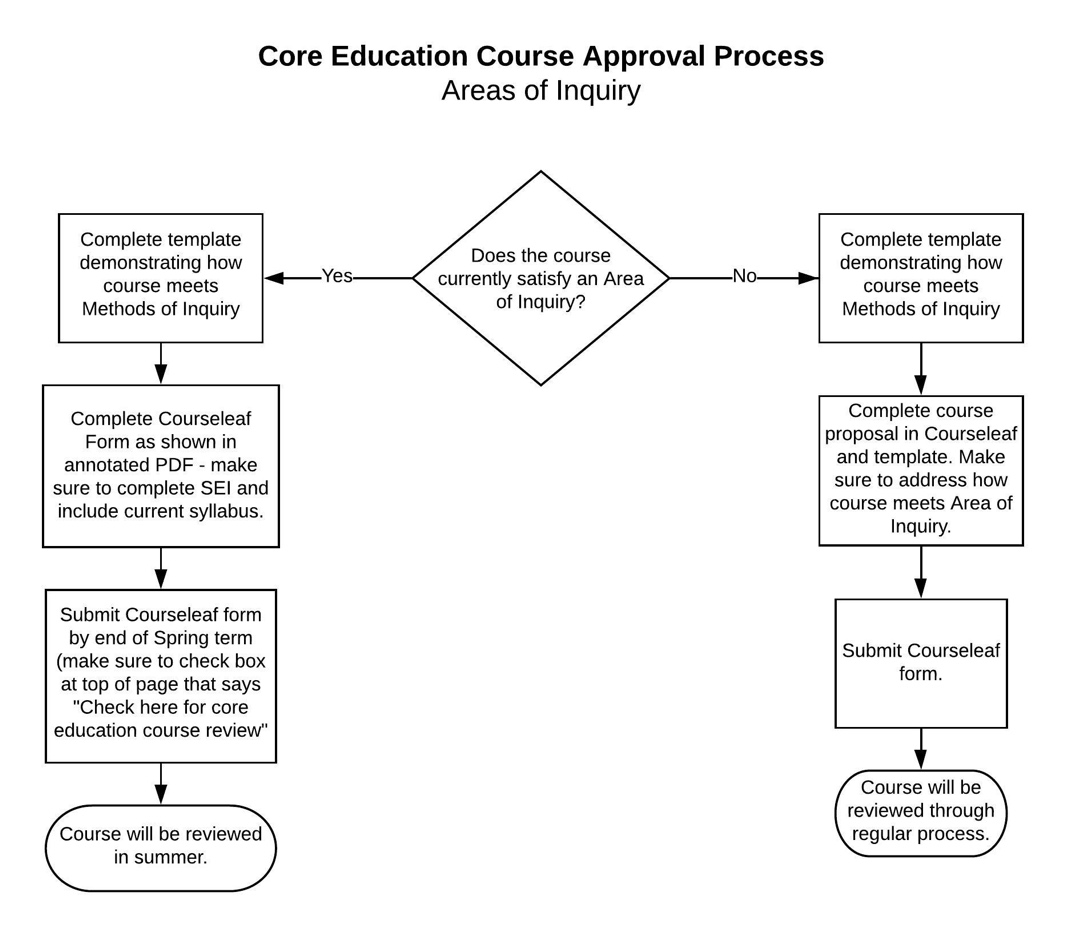 Core Education Course Approval Process
Areas of Inquiry
Does the course
currently satisfy an Area
of Inquiry?
Yes
Complete template
demonstrating how
course meets
Methods of Inquiry
Complete Courseleaf
Form as shown in
annotated PDF - make
sure to complete SEI and
include current syllabus.
Submit Courseleaf form
by end of Spring term
(make sure to check box
at top of page that says
"Check here for core
education course review"
Course will be reviewed
in summer.
No
Complete template
demonstrating how
course meets
Methods of Inquiry
Complete course
proposal in Courseleaf
and template. Make
sure to address how
course meets Area of
Inquiry.
Submit Courseleaf
form.
Course will be
reviewed through
regular process.